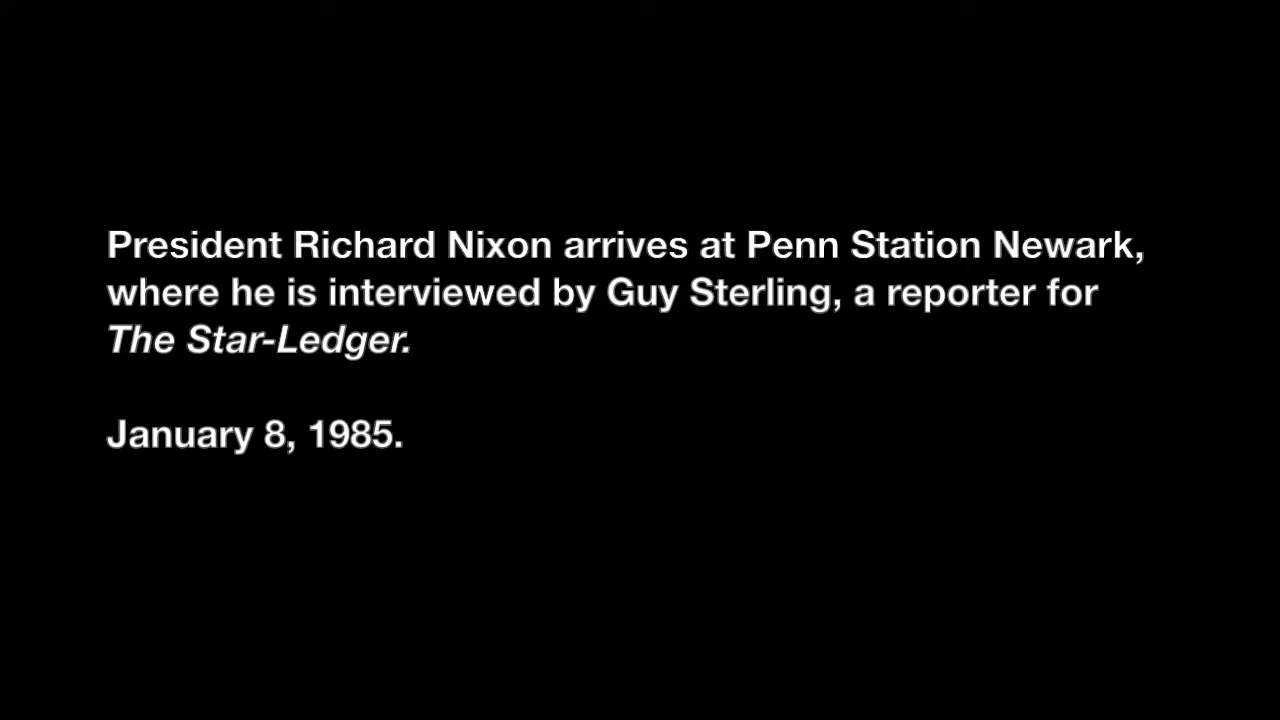 President Richard Nixon arrives at Penn Station Newark,
where he is interviewed by Guy Sterling, a reporter for
The Star-Ledger.
January 8, 1985.